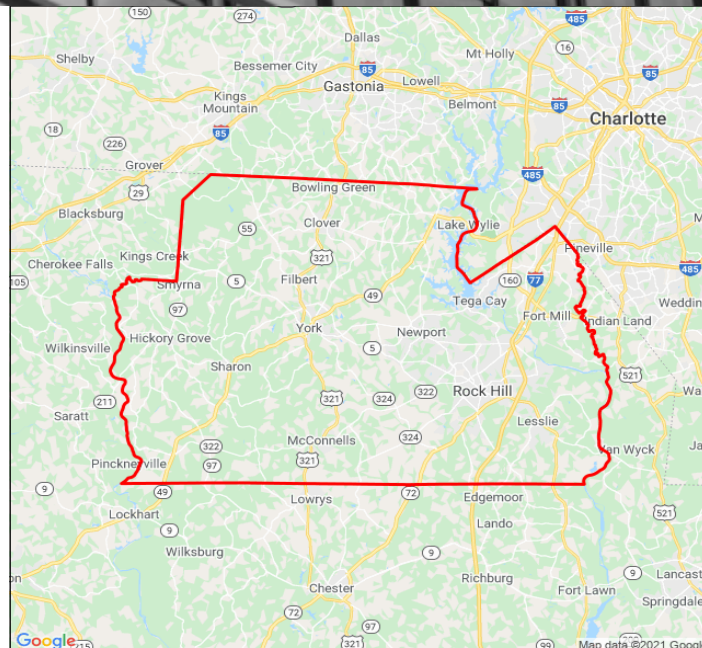 150
274
Dallas
485
Shelby
Mt Holly
16
Bessemer City
85
Lowell
85
Gastonia
Kings
Mountain
Belmont
85
Charlotte
18
85
226
Grover
485
29
Bowling Green
Blacksburg
Clover
Lake Wylie
55
Pineville
Kings Creek
321
Cherokee Falls
485
105
5
Filbert
160
77
Smyrna
49
Tega Cay
97
Fort Mill
Indian Land
York
Newport
Hickory Grove
Wilkinsville
5
Sharon
521
Rock Hill
211
321
324
322
Saratt
Lesslie
McConnells
324
322
Van Wyck
97
321
Pincknerville
9
49
72
Edgemoor
Lowrys
521
Lockhart
Lando
9
Wilksburg
9
9
Richburg
Lancast
Chester
Fort Lawn
Springdale
72
97
Google
215
321
99
Map data ©2021 Google